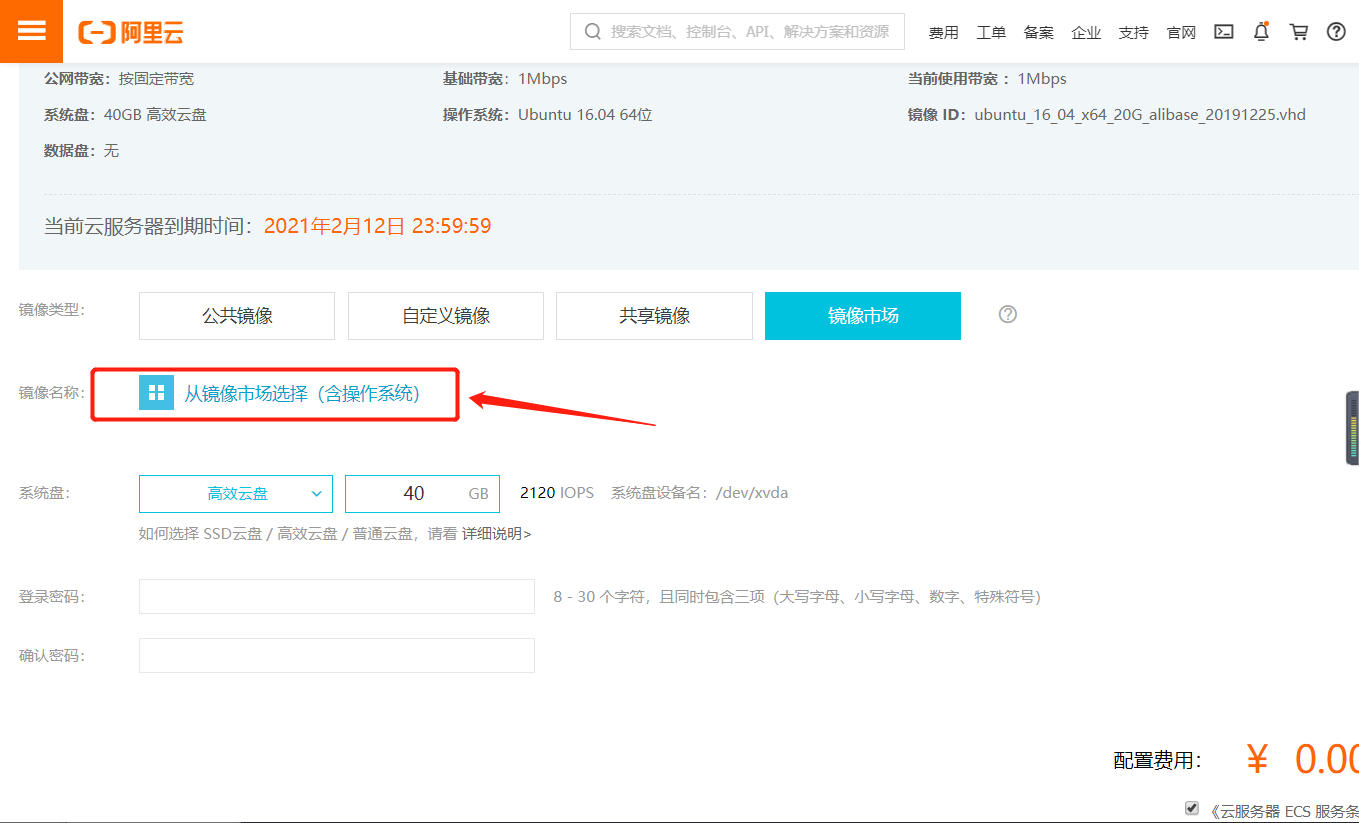 阿里云
搜索文档、控制台、API、解决方案和资源
费用 工单 备案 企业 支持 官网
公网带宽：按固定带宽 基础带宽：1Mbps 当前使用带宽：1Mbps
系统盘：40GB 高效云盘 操作系统：Ubuntu 16.04 64位 镜像 ID：ubuntu_16_04_x64_20G_alibase_20191225.vhd
数据盘：无
当前云服务器到期时间：2021年2月12日 23:59:59
镜像类型： 公共镜像 自定义镜像 共享镜像 镜像市场
镜像名称： 从镜像市场选择（含操作系统）
系统盘： 高效云盘 40 GB 2120 IOPS 系统盘设备名：/dev/xvda
如何选择 SSD云盘 / 高效云盘 / 普通云盘，请看 详细说明>
登录密码： 8 - 30 个字符，且同时包含三项（大写字母、小写字母、数字、特殊符号）
确认密码：
配置费用： ¥ 0.00
《云服务器 ECS 服务条